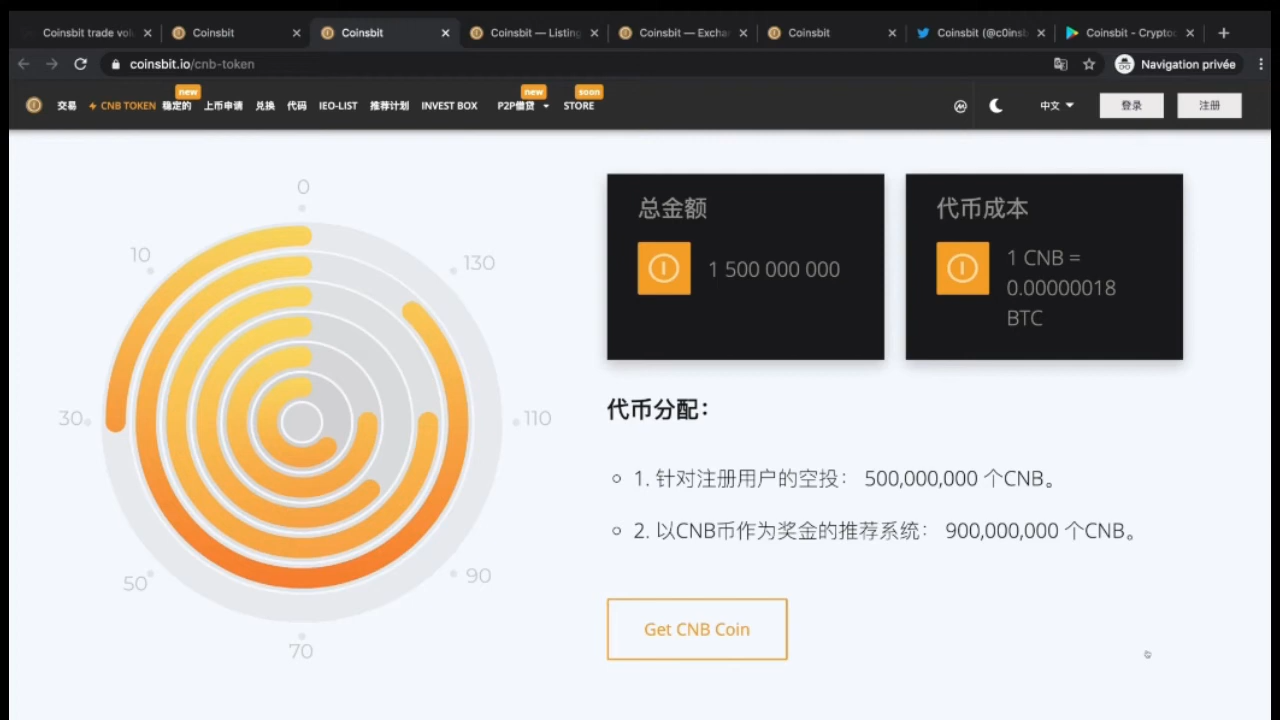 Coinsbit trade vol
Coinsbit
Coinsbit
Coinsbit — Listing
Coinsbit — Exchar
Coinsbit
Coinsbit (@c0insb
Coinsbit - Cryptoc
coinsbit.io/cnb-token
Navigation privée
new
new
soon
交易
CNB TOKEN
稳定的
上币申请
兑换
代码
IEO-LIST
推荐计划
INVEST BOX
P2P借贷
STORE
中文
登录
注册
0
10
130
30
110
50
90
70
总金额
1 500 000 000
代币成本
1 CNB =
0.00000018
BTC
代币分配：
1. 针对注册用户的空投： 500,000,000 个CNB。
2. 以CNB币作为奖金的推荐系统： 900,000,000 个CNB。
Get CNB Coin